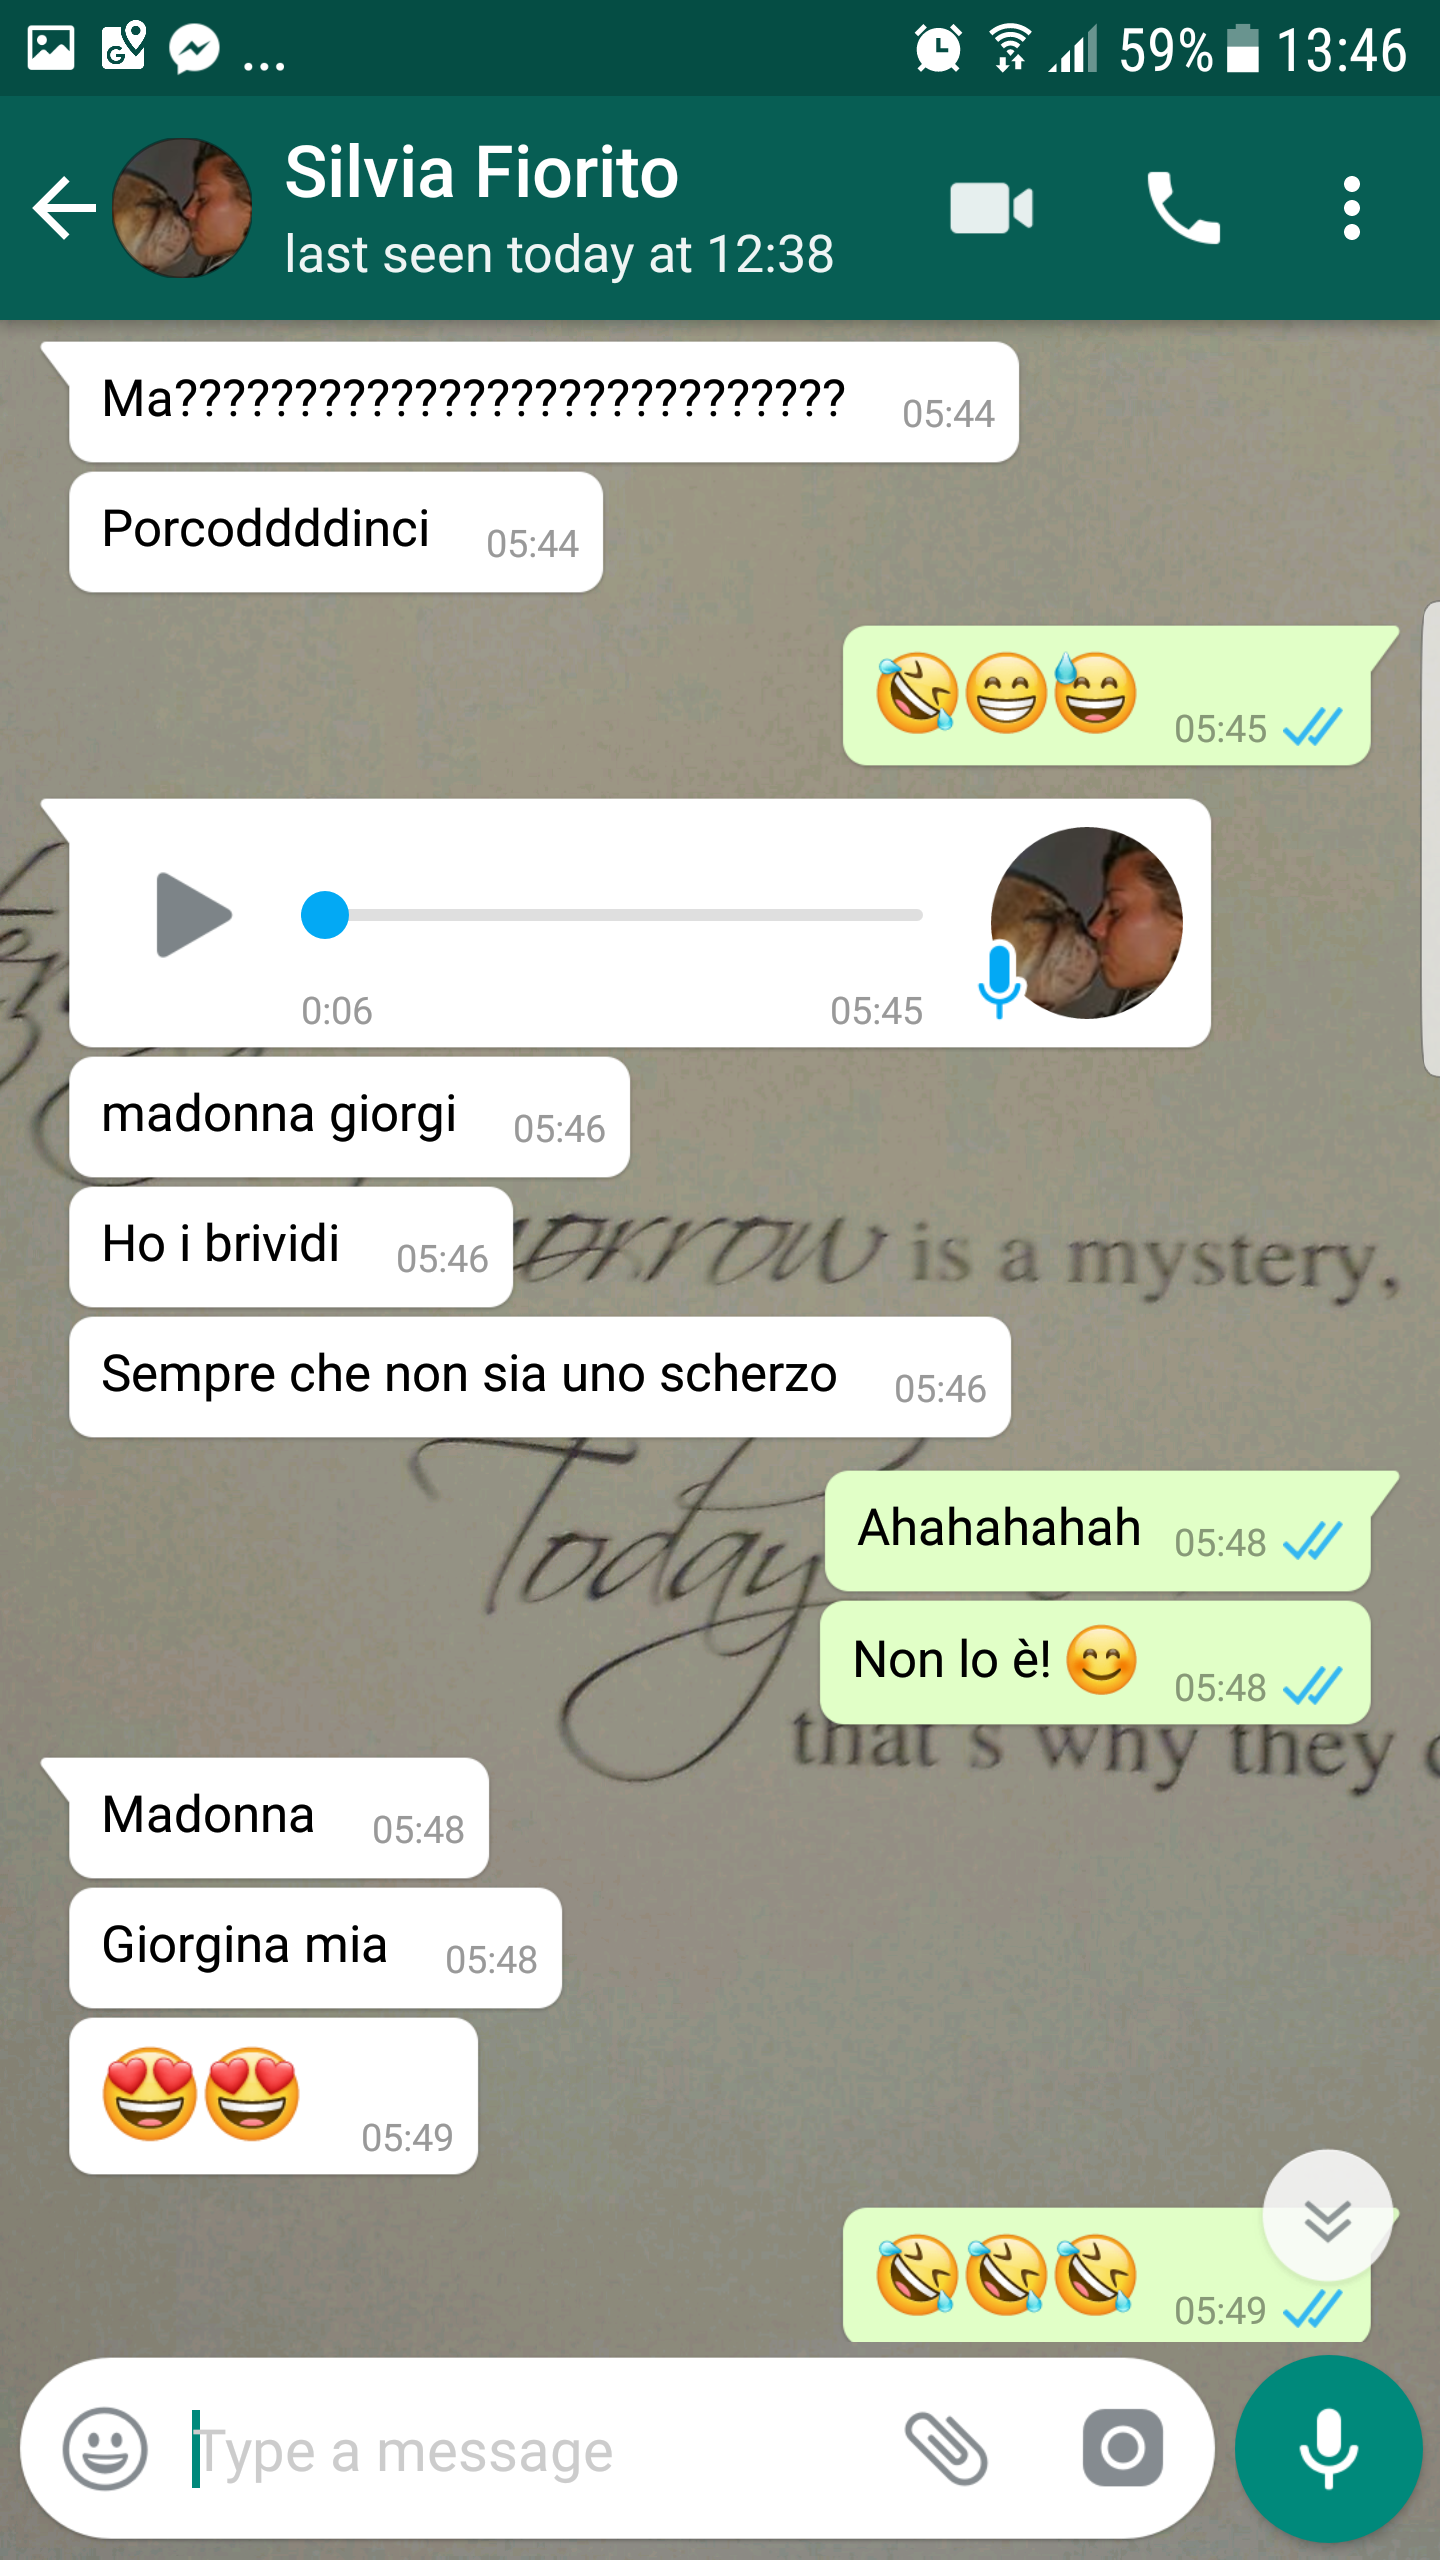 ... 59% 13:46
Silvia Fiorito
last seen today at 12:38
Ma???????????????????????????? 05:44
Porcoddddinci 05:44
🤣😁😅 05:45
0:06 05:45
madonna giorgi 05:46
Ho i brividi 05:46
is a mystery,
Sempre che non sia uno scherzo 05:46
Today
Ahahahahah 05:48
Non lo è! 😊 05:48
that's why they
Madonna 05:48
Giorgina mia 05:48
😍😍 05:49
🤣🤣🤣 05:49
Type a message